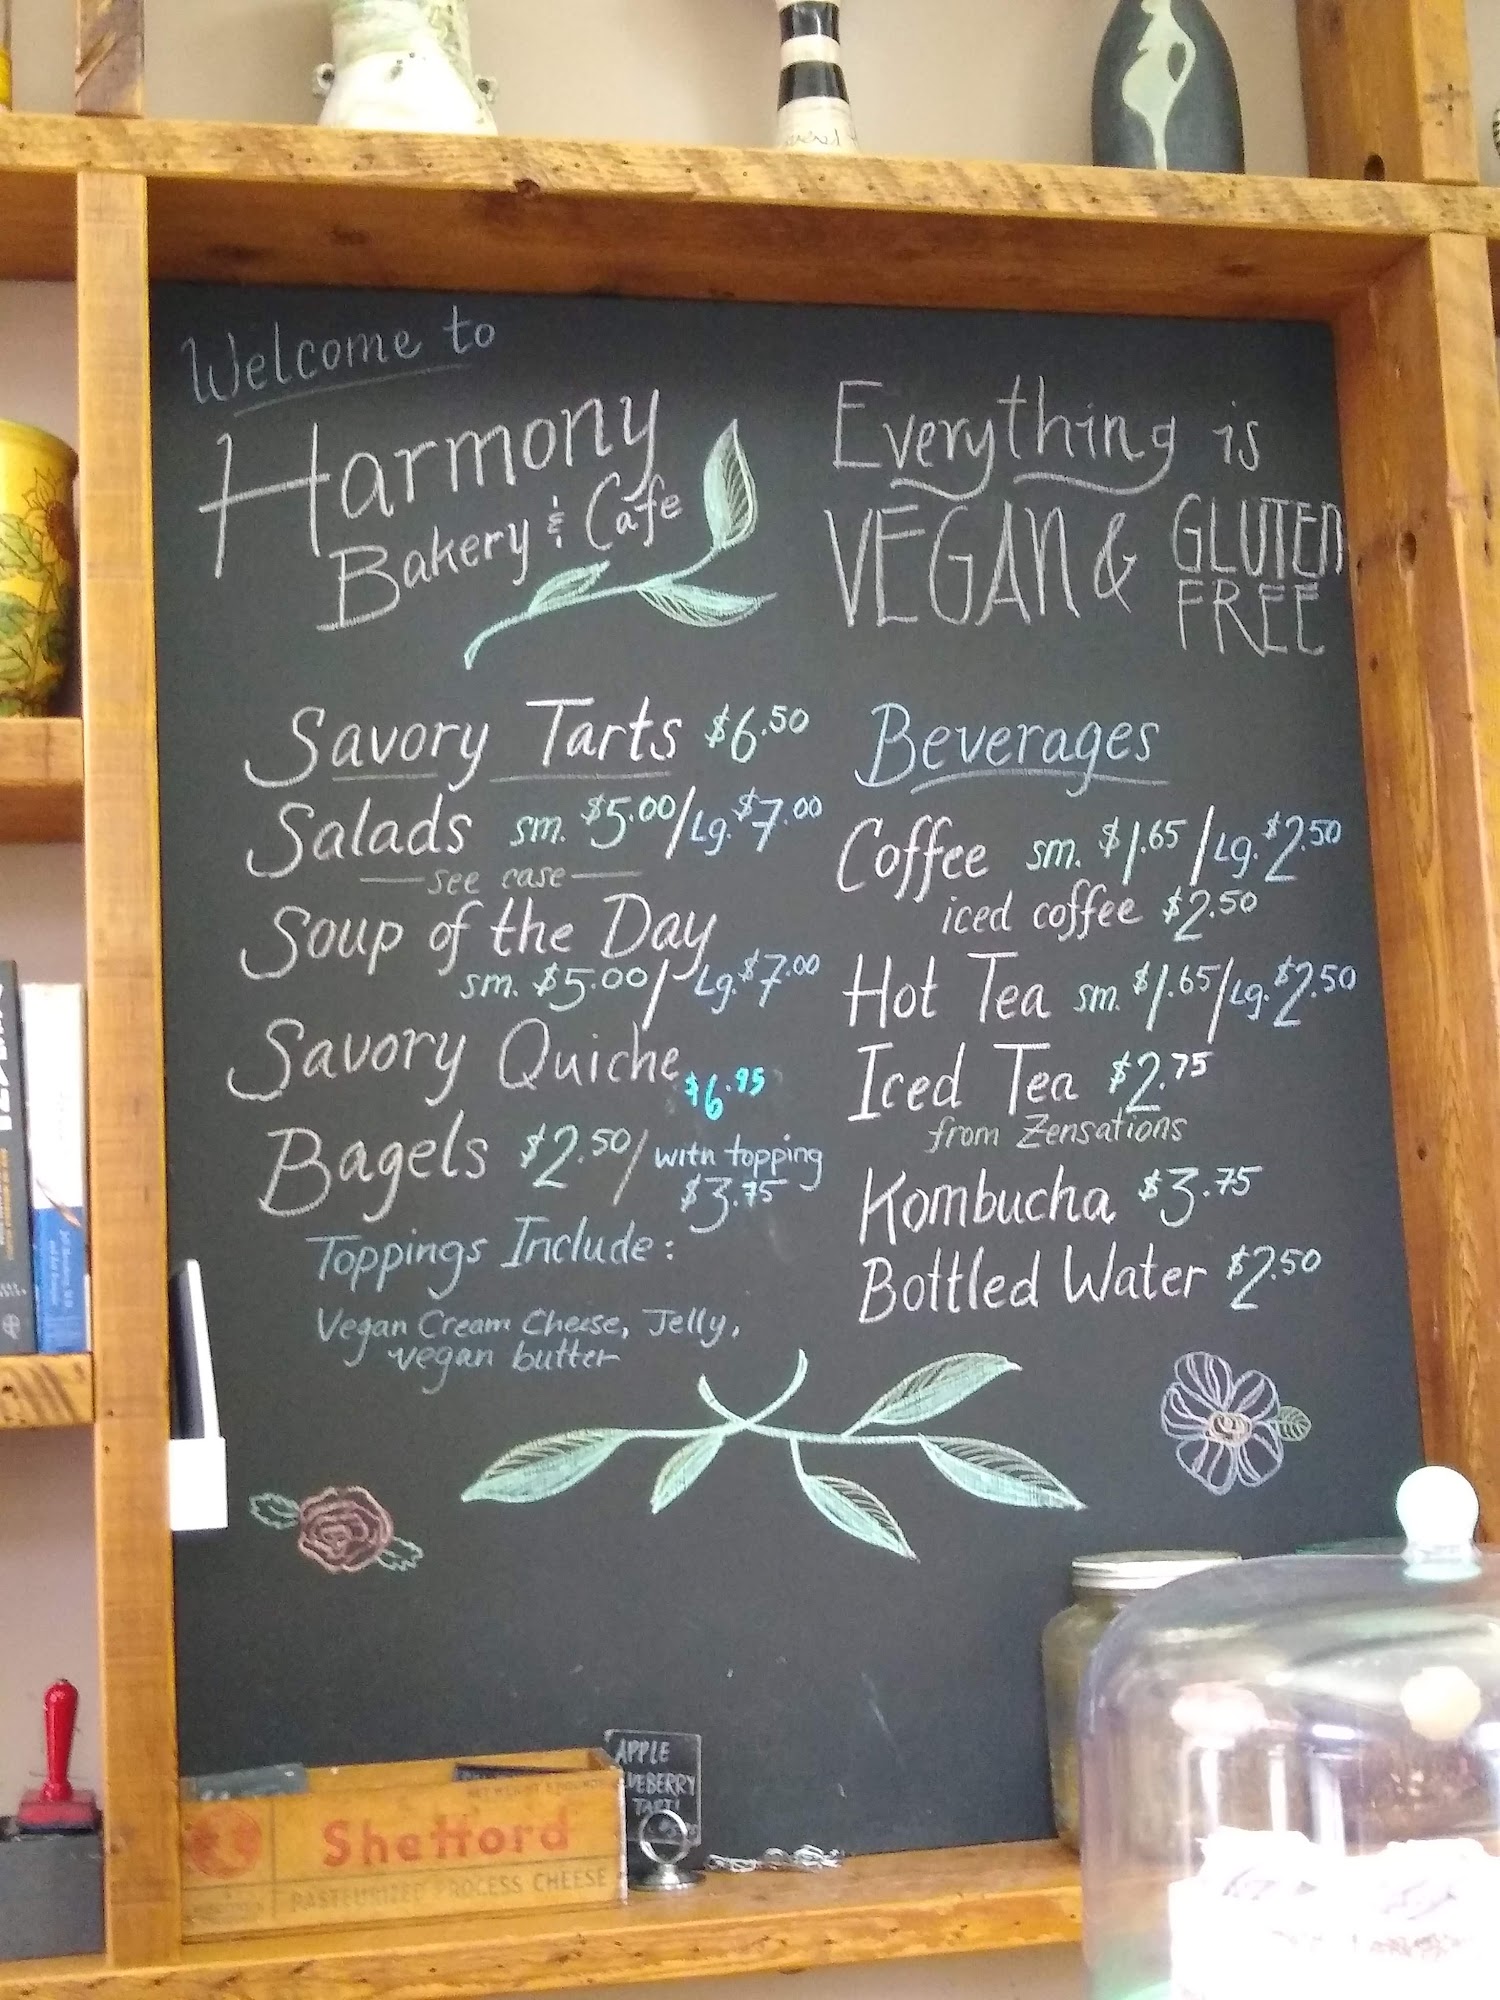 Welcome to
Harmony
Bakery & Cafe
Everything is
VEGAN & GLUTEN
FREE
Savory Tarts $6.50
Salads sm. $5.00/Lg. $7.00
—see case—
Soup of the Day
sm. $5.00/Lg. $7.00
Savory Quiche $6.95
Bagels $2.50/with topping
$3.75
Toppings Include:
Vegan Cream Cheese, Jelly,
vegan butter
Beverages
Coffee sm. $1.65/Lg. $2.50
iced coffee $2.50
Hot Tea sm. $1.65/Lg. $2.50
Iced Tea $2.75
from Zensations
Kombucha $3.75
Bottled Water $2.50
APPLE
TART
Shefford
PASTEURIZED PROCESS CHEESE